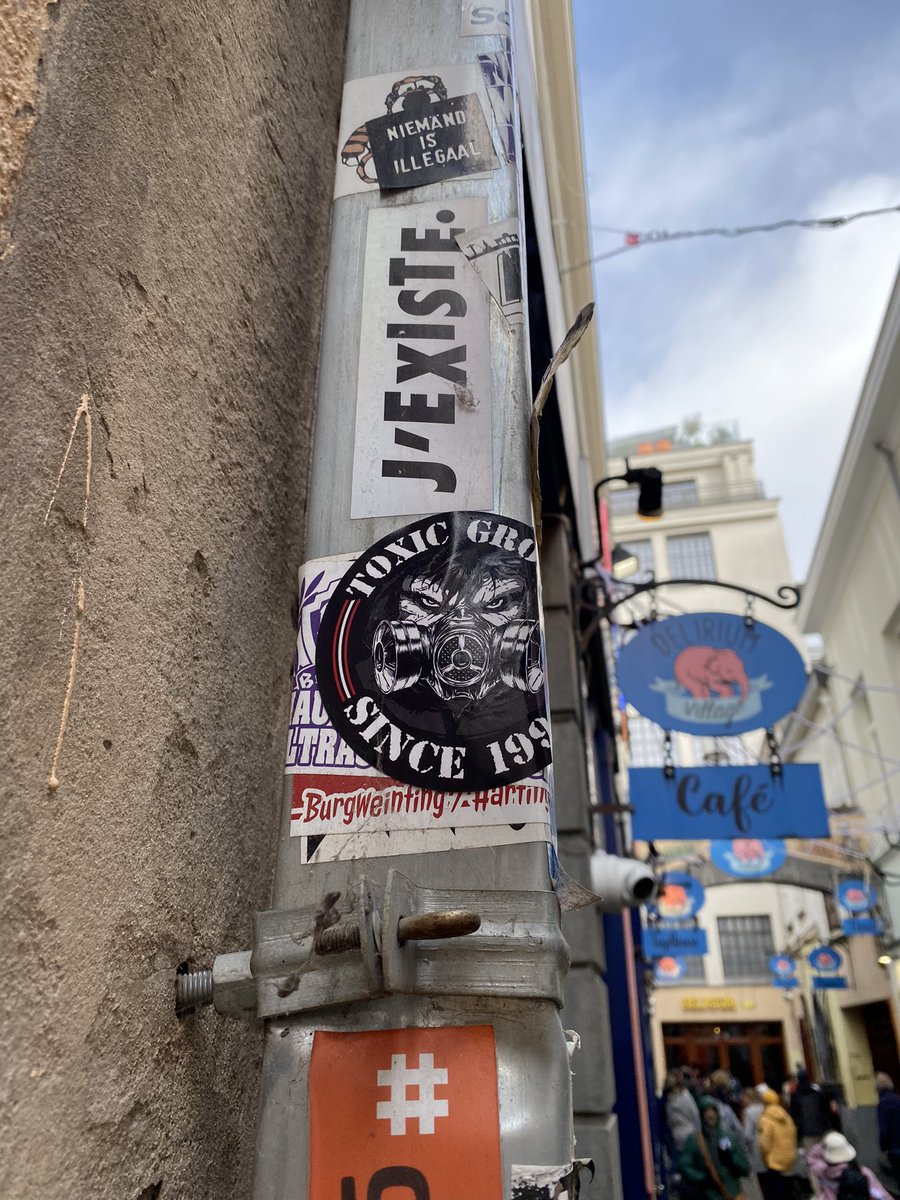 NIEMAND
IS
ILLEGAAL
J'EXISTE.
TOXIC GRO
SINCE 199
Burgweinting / Harting
#
DELIRIUM
Village
Café